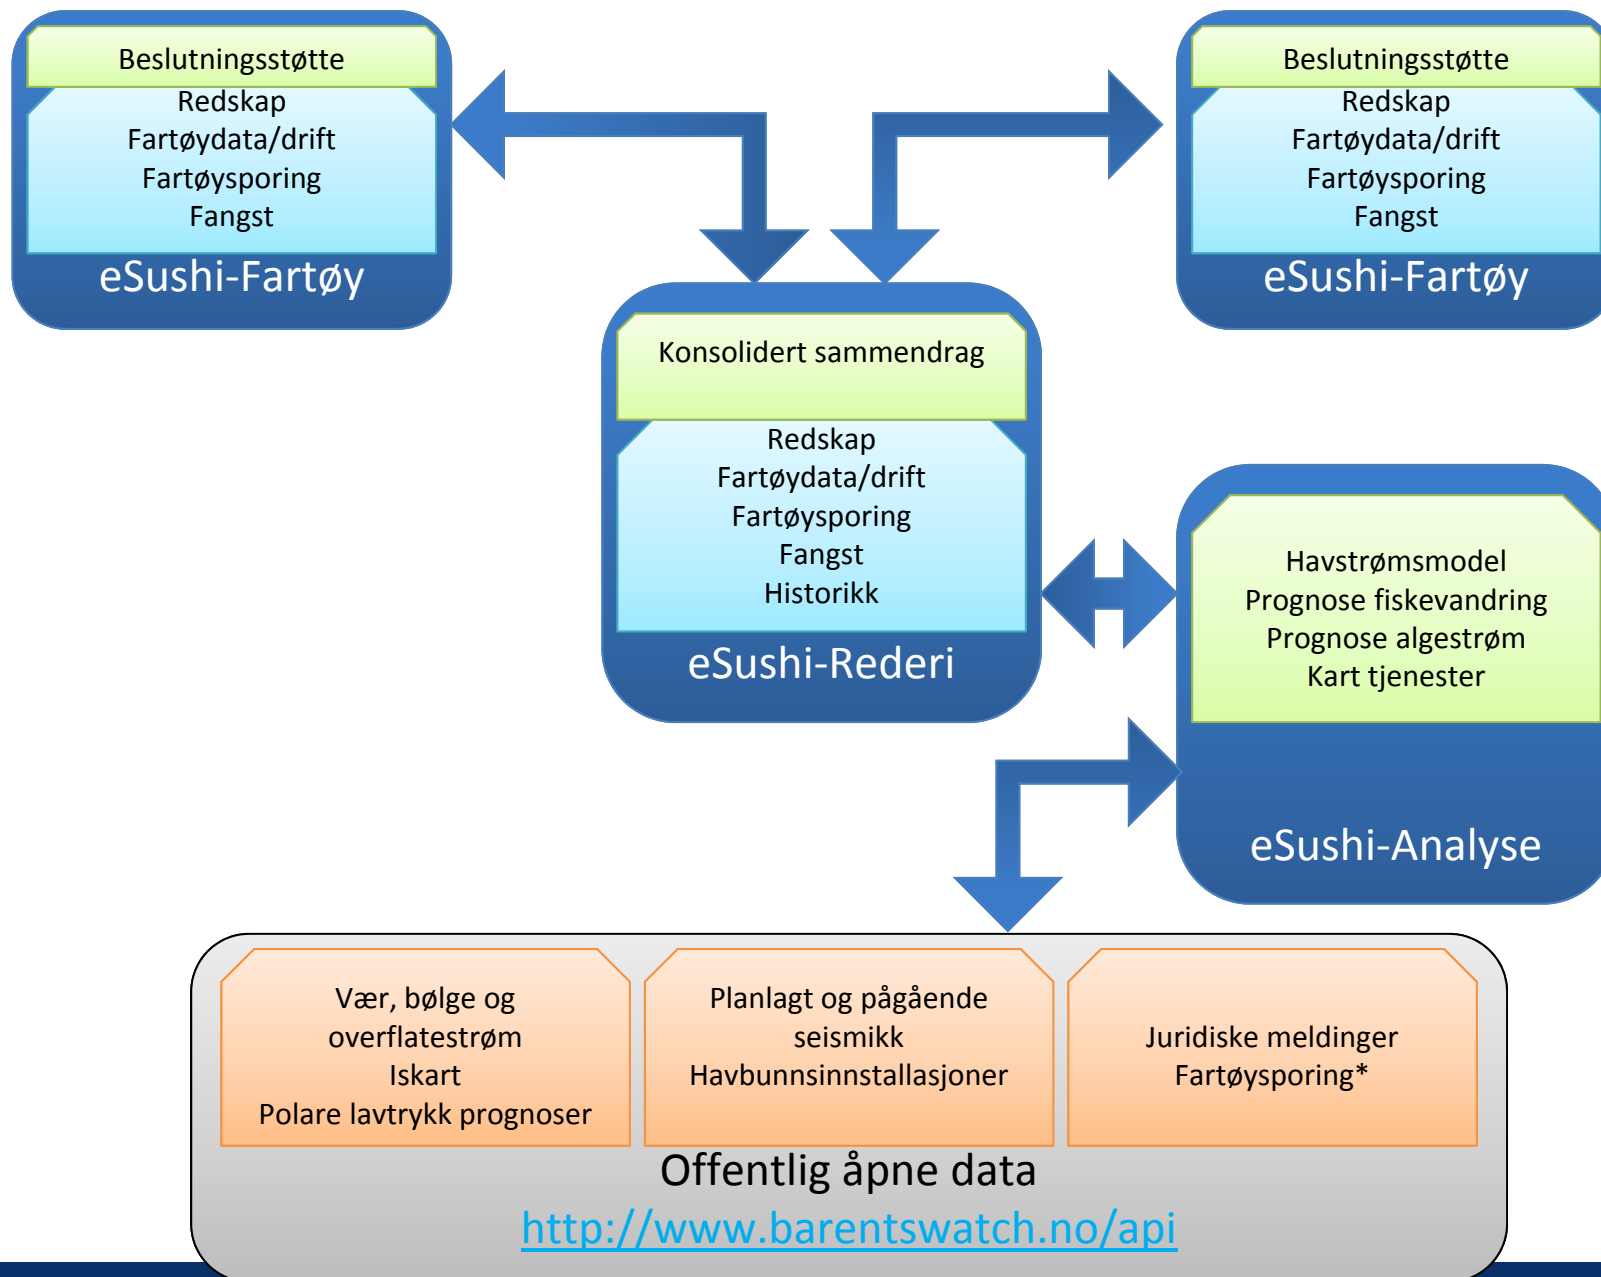 Beslutningsstøtte
Redskap
Fartøydata/drift
Fartøysporing
Fangst
eSushi-Fartøy
Beslutningsstøtte
Redskap
Fartøydata/drift
Fartøysporing
Fangst
eSushi-Fartøy
Konsolidert sammendrag
Redskap
Fartøydata/drift
Fartøysporing
Fangst
Historikk
eSushi-Rederi
Havstrømsmodel
Prognose fiskevandring
Prognose algestrøm
Kart tjenester
eSushi-Analyse
Vær, bølge og
overflatestrøm
Iskart
Polare lavtrykk prognoser
Planlagt og pågående
seismikk
Havbunnsinnstallasjoner
Juridiske meldinger
Fartøysporing*
Offentlig åpne data
http://www.barentswatch.no/api